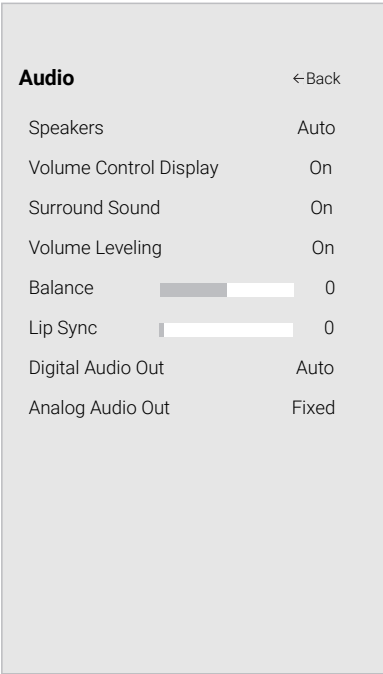 Audio ←Back
Speakers Auto
Volume Control Display On
Surround Sound On
Volume Leveling On
Balance 0
Lip Sync 0
Digital Audio Out Auto
Analog Audio Out Fixed